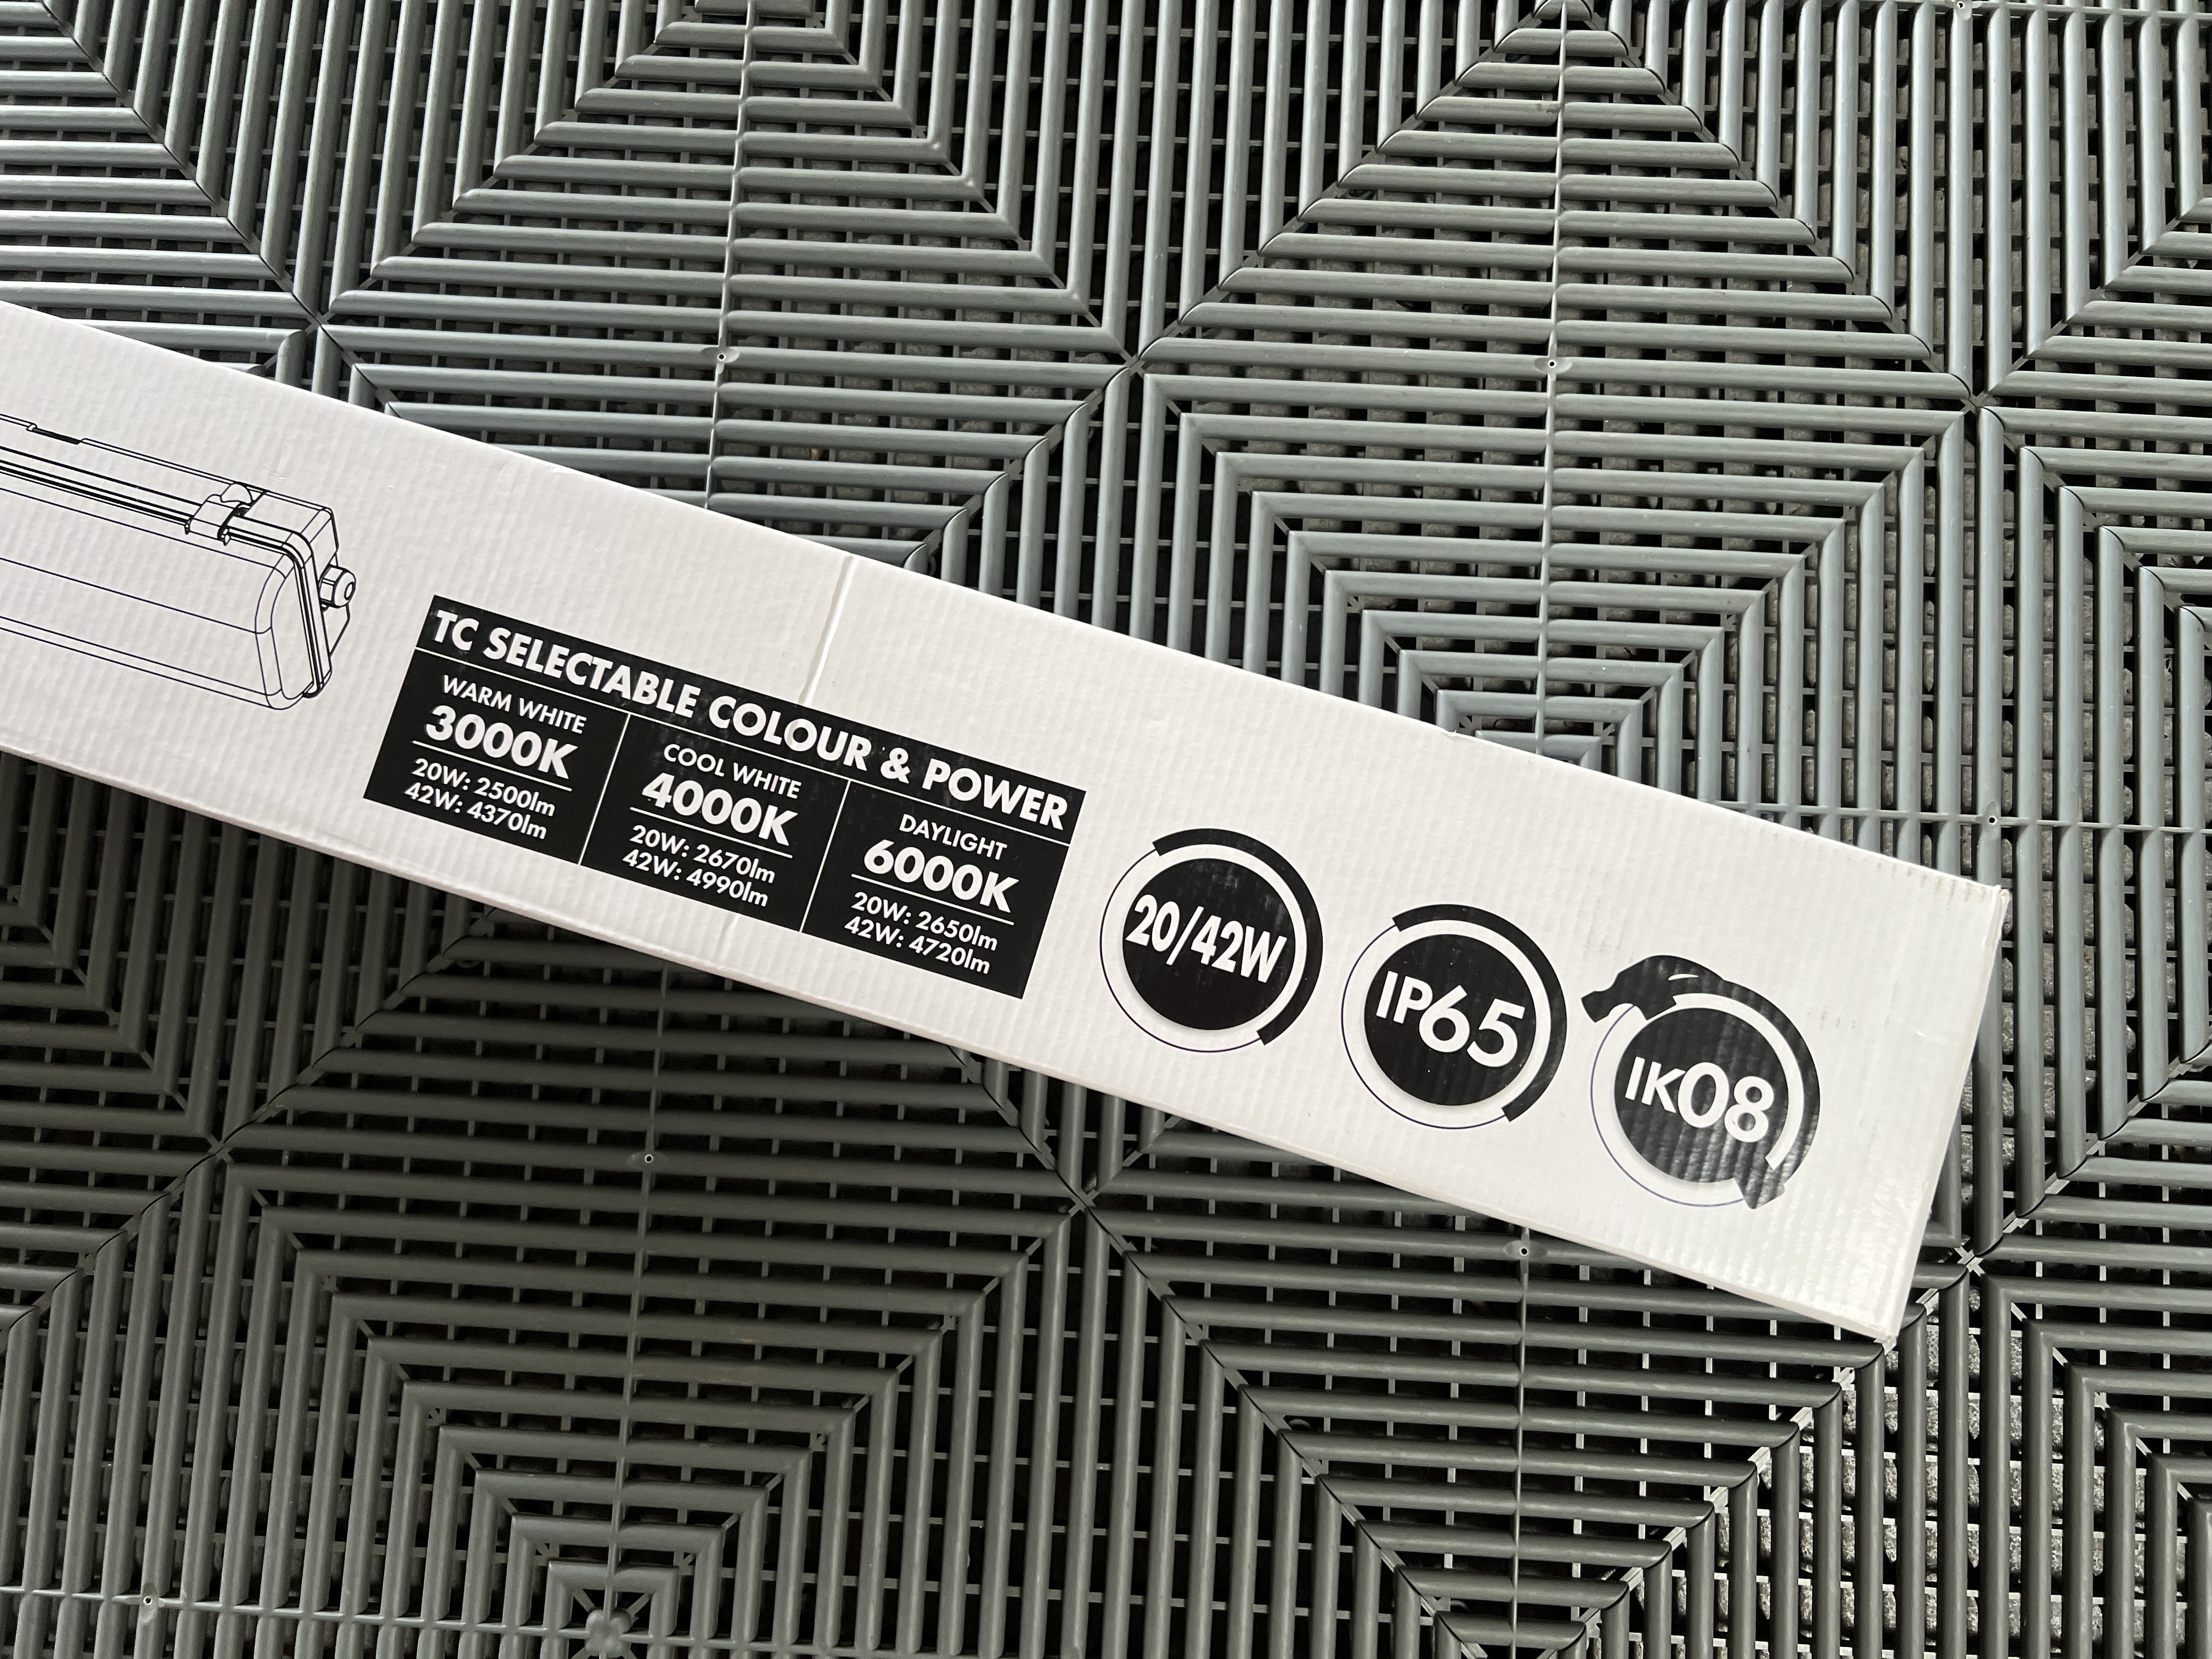 TC SELECTABLE COLOUR & POWER
WARM WHITE
3000K
20W: 2500lm
42W: 4370lm
COOL WHITE
4000K
20W: 2670lm
42W: 4990lm
DAYLIGHT
6000K
20W: 2650lm
42W: 4720lm
20/42W
IP65
IK08